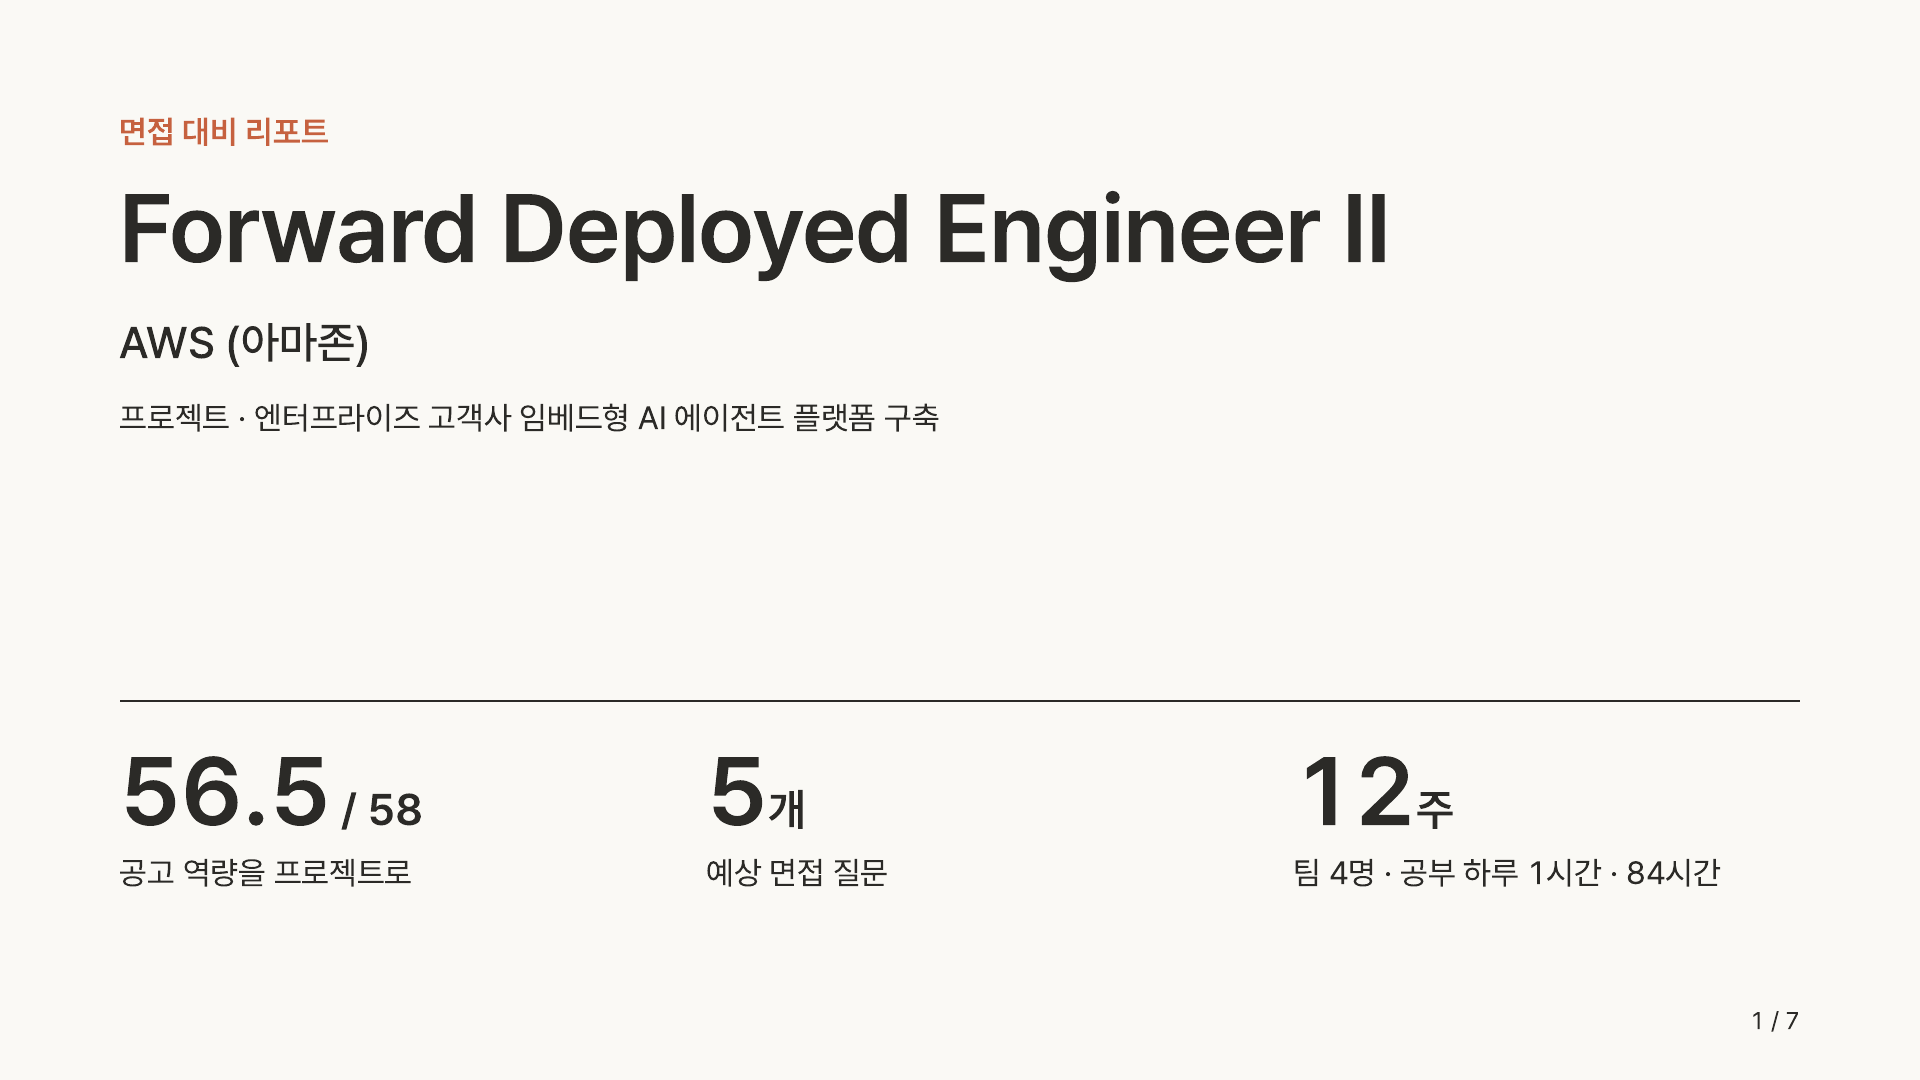 면접 대비 리포트
Forward Deployed Engineer II
AWS (아마존)
프로젝트 · 엔터프라이즈 고객사 임베드형 AI 에이전트 플랫폼 구축
56.5 / 58
공고 역량을 프로젝트로
5개
예상 면접 질문
12주
팀 4명 · 공부 하루 1시간 · 84시간
1 / 7